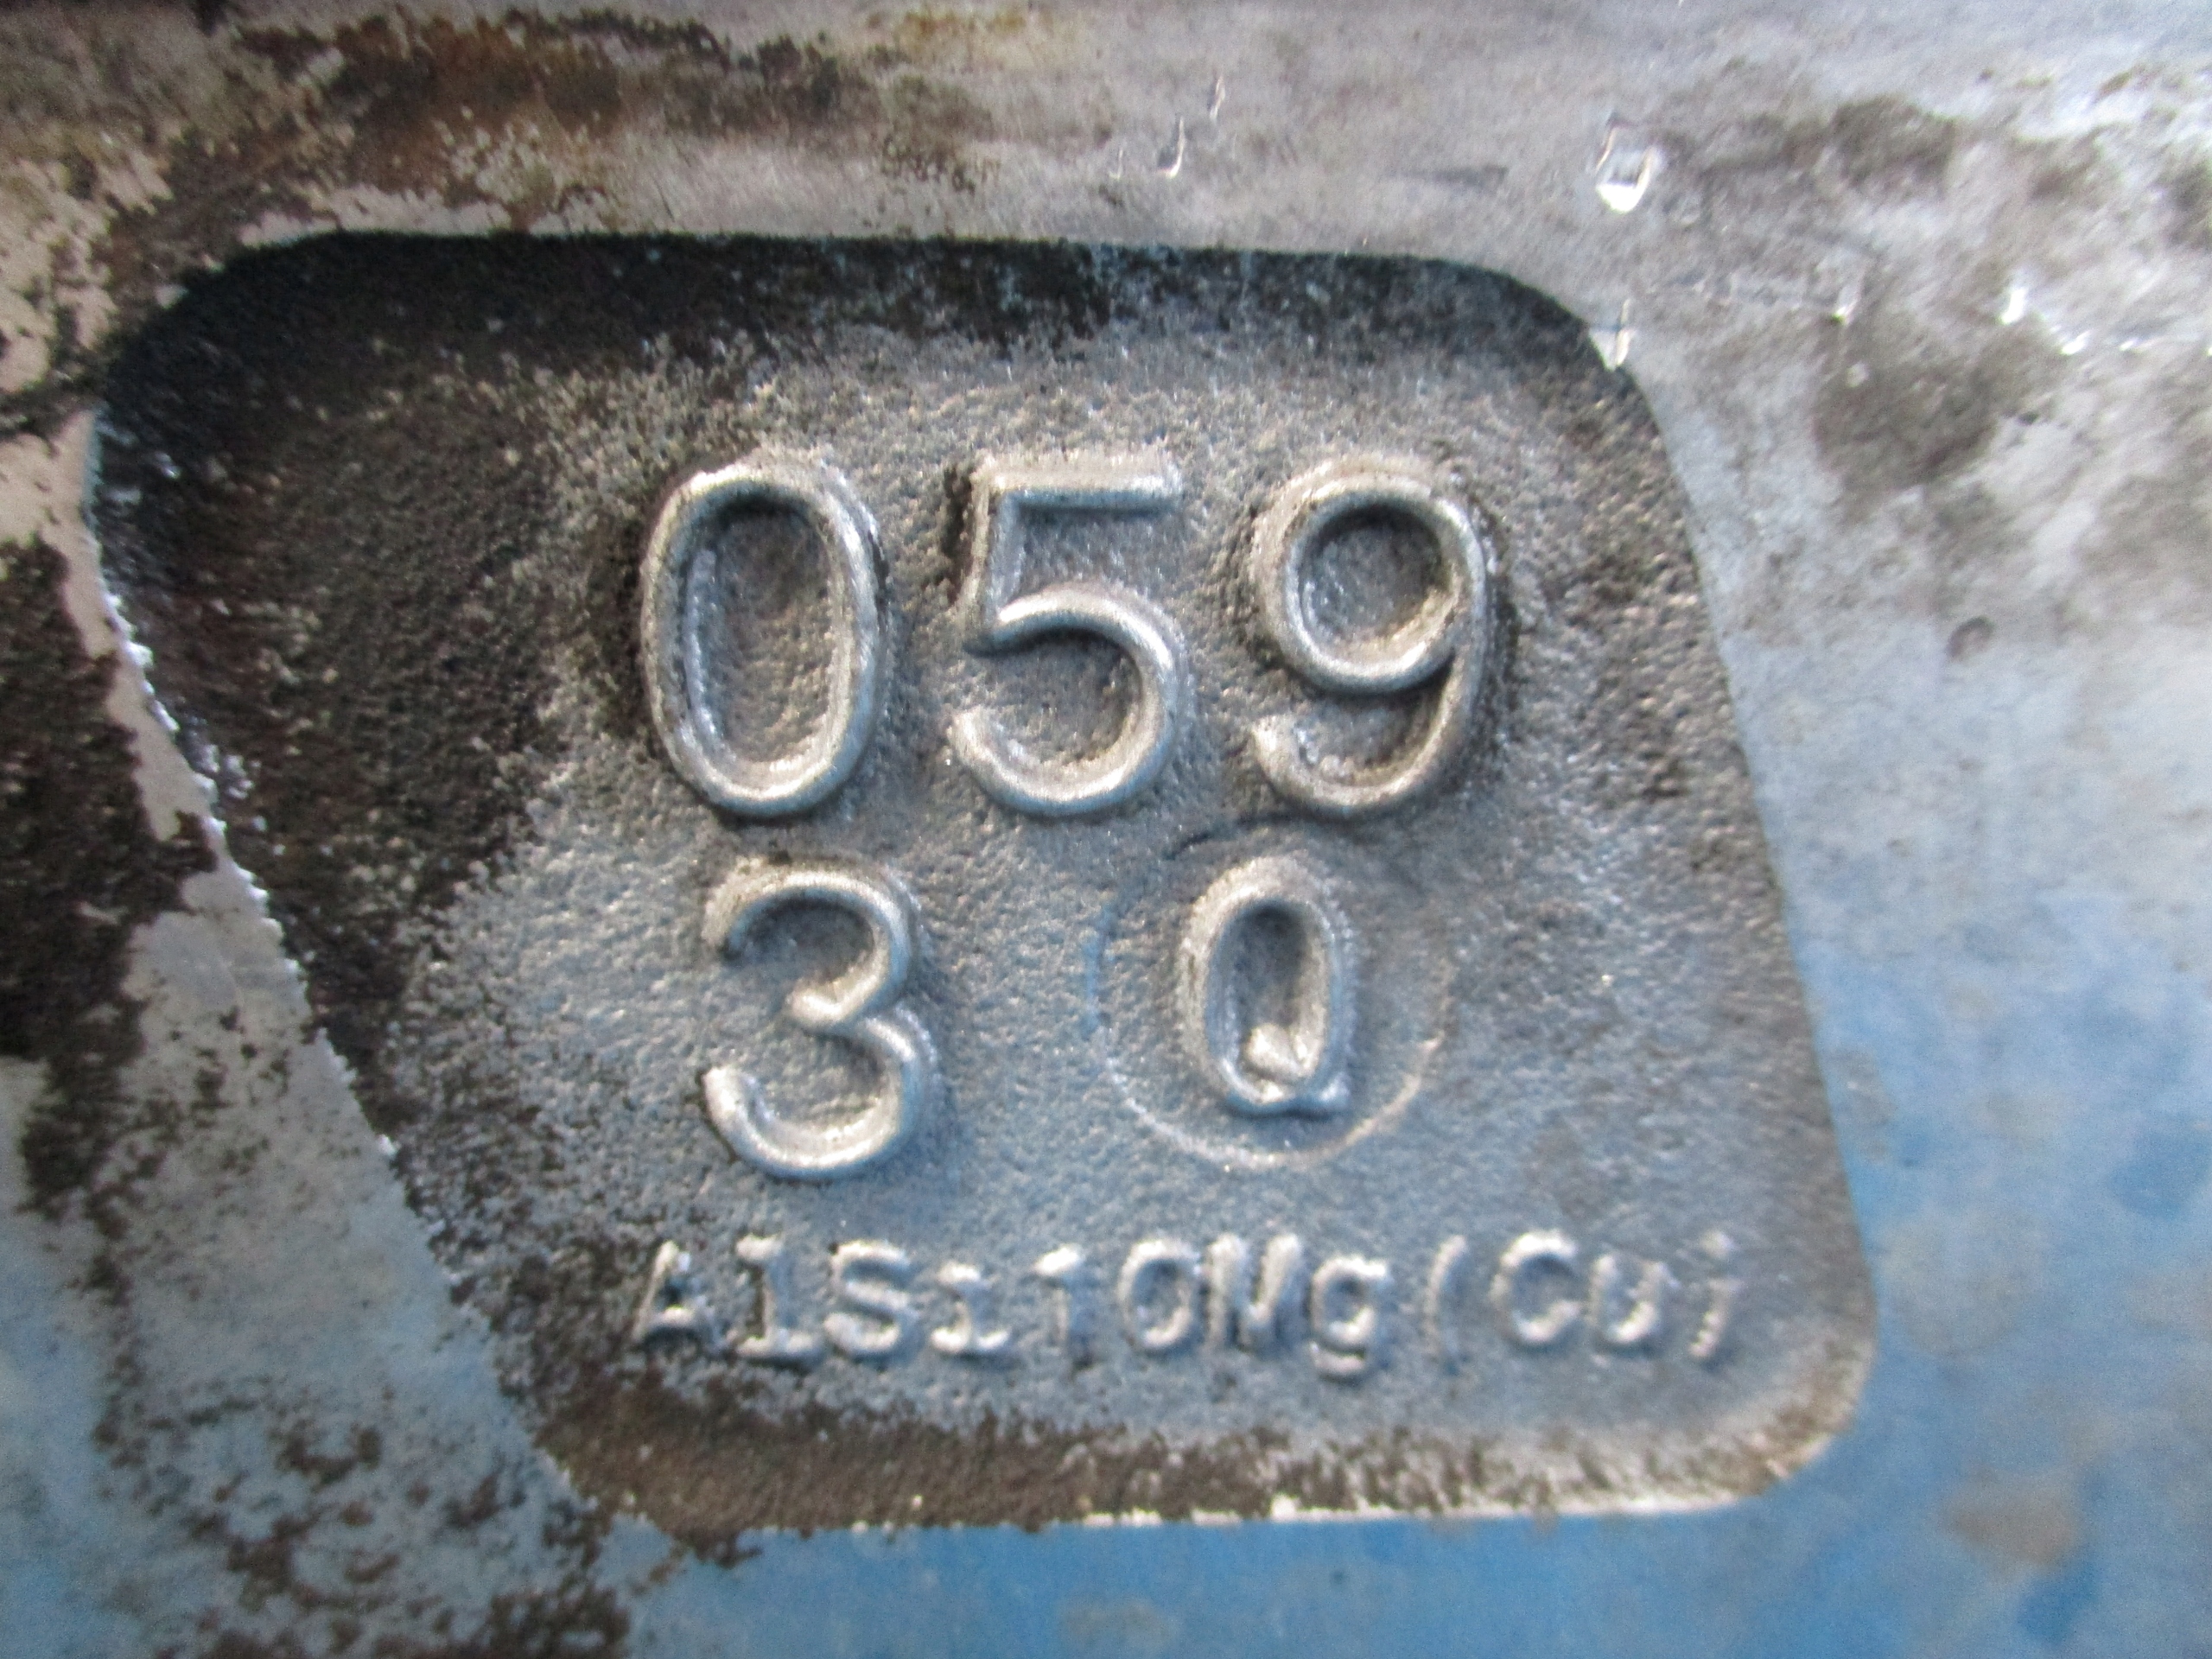 059
3 Q
AlSi10Mg(Cu)